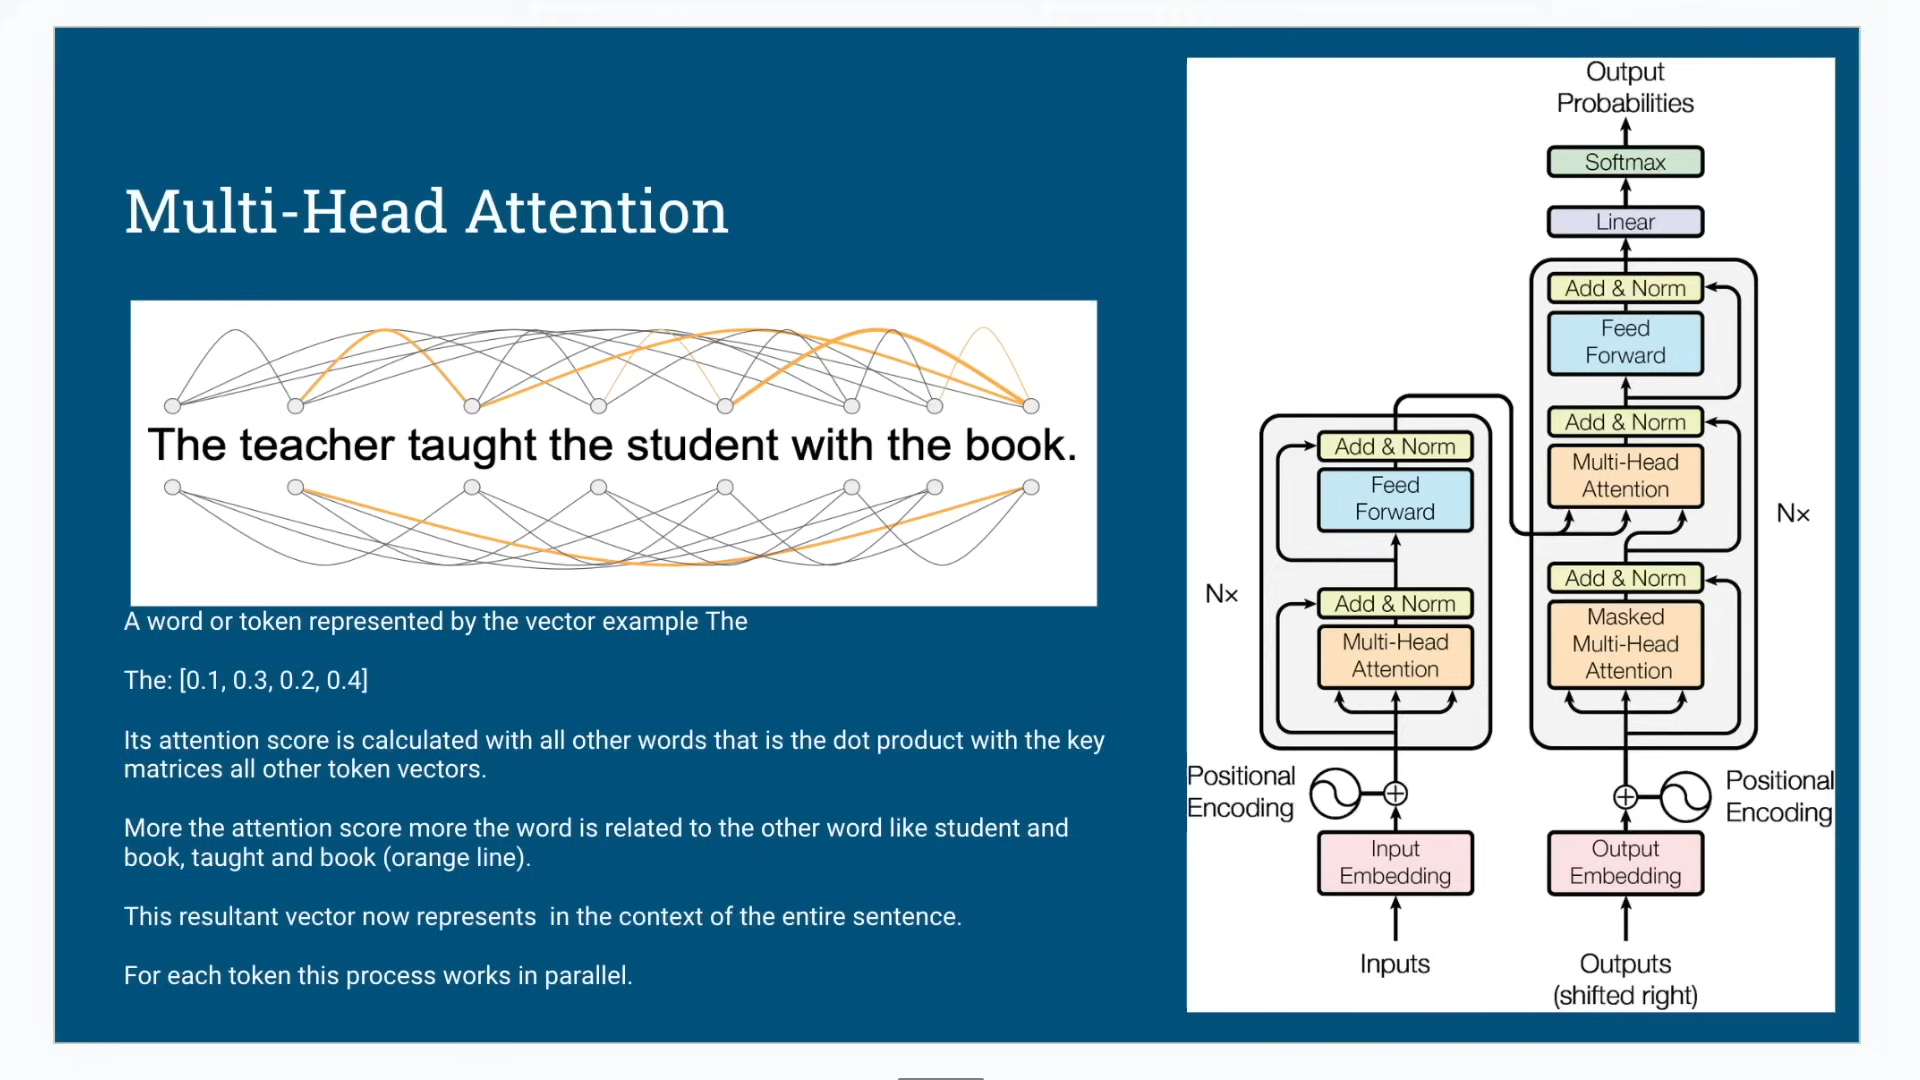 Multi-Head Attention
The teacher taught the student with the book.
A word or token represented by the vector example The
The: [0.1, 0.3, 0.2, 0.4]
Its attention score is calculated with all other words that is the dot product with the key
matrices all other token vectors.
More the attention score more the word is related to the other word like student and
book, taught and book (orange line).
This resultant vector now represents  in the context of the entire sentence.
For each token this process works in parallel.
Output
Probabilities
Softmax
Linear
Add & Norm
Feed
Forward
Add & Norm
Multi-Head
Attention
Nx
Add & Norm
Masked
Multi-Head
Attention
Positional
Encoding
Output
Embedding
Outputs
(shifted right)
Add & Norm
Feed
Forward
Nx
Add & Norm
Multi-Head
Attention
Positional
Encoding
Input
Embedding
Inputs